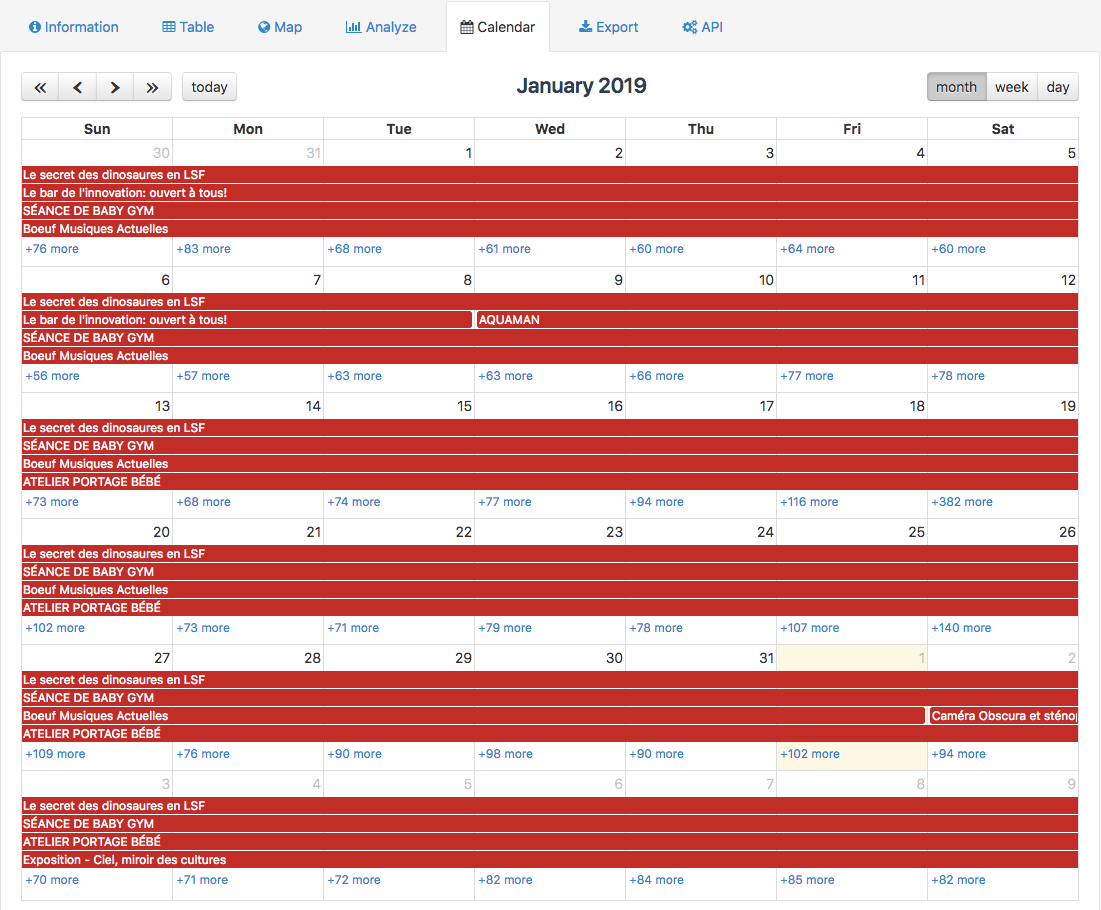 Information Table Map Analyze Calendar Export API
« < > » today January 2019 month week day
Sun Mon Tue Wed Thu Fri Sat
30 31 1 2 3 4 5
Le secret des dinosaures en LSF
Le bar de l'innovation: ouvert à tous!
SÉANCE DE BABY GYM
Boeuf Musiques Actuelles
+76 more +83 more +68 more +61 more +60 more +64 more +60 more
6 7 8 9 10 11 12
Le secret des dinosaures en LSF
Le bar de l'innovation: ouvert à tous! AQUAMAN
SÉANCE DE BABY GYM
Boeuf Musiques Actuelles
+56 more +57 more +63 more +63 more +66 more +77 more +78 more
13 14 15 16 17 18 19
Le secret des dinosaures en LSF
SÉANCE DE BABY GYM
Boeuf Musiques Actuelles
ATELIER PORTAGE BÉBÉ
+73 more +68 more +74 more +77 more +94 more +116 more +382 more
20 21 22 23 24 25 26
Le secret des dinosaures en LSF
SÉANCE DE BABY GYM
Boeuf Musiques Actuelles
ATELIER PORTAGE BÉBÉ
+102 more +73 more +71 more +79 more +78 more +107 more +140 more
27 28 29 30 31 1 2
Le secret des dinosaures en LSF
SÉANCE DE BABY GYM
Boeuf Musiques Actuelles Caméra Obscura et sténop
ATELIER PORTAGE BÉBÉ
+109 more +76 more +90 more +98 more +90 more +102 more +94 more
3 4 5 6 7 8 9
Le secret des dinosaures en LSF
SÉANCE DE BABY GYM
ATELIER PORTAGE BÉBÉ
Exposition - Ciel, miroir des cultures
+70 more +71 more +72 more +82 more +84 more +85 more +82 more